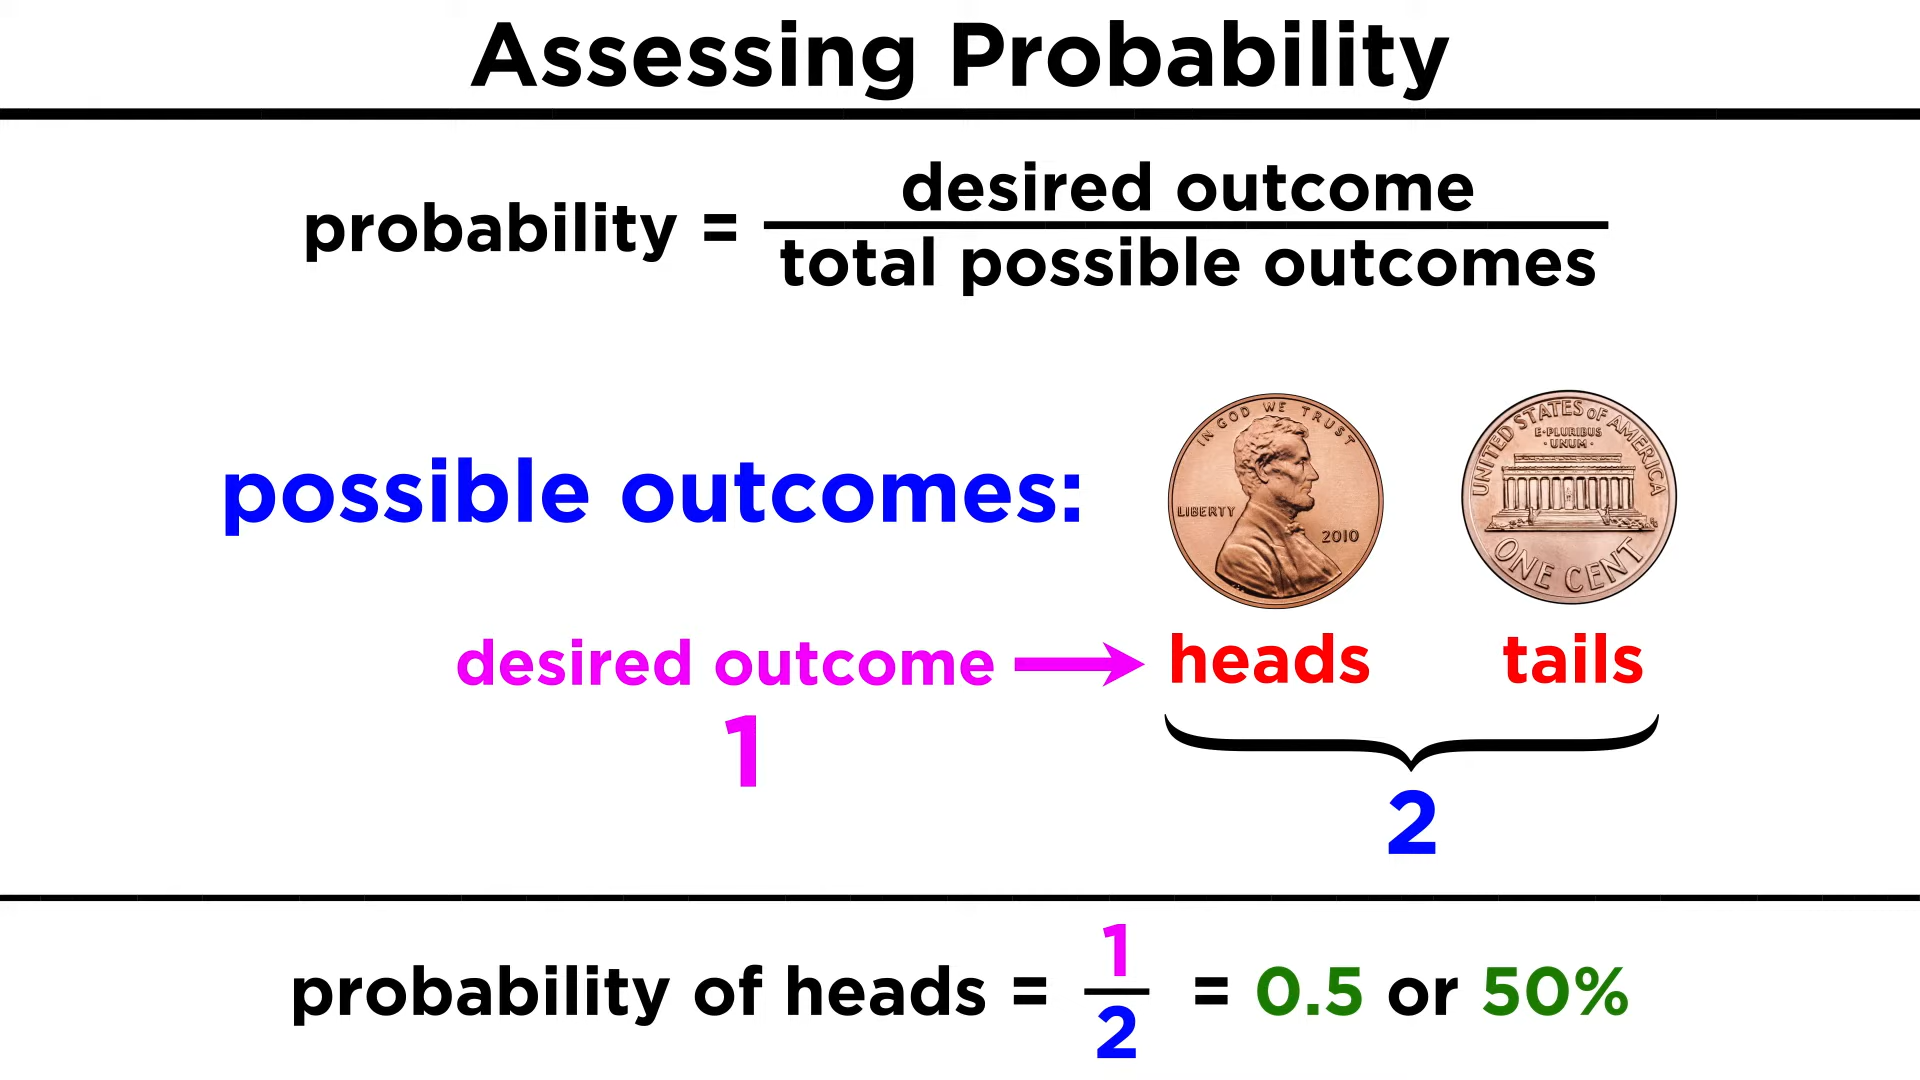 Assessing Probability
probability = desired outcome
total possible outcomes
possible outcomes:
IN GOD WE TRUST
LIBERTY
2010
UNITED STATES OF AMERICA
E·PLURIBUS
·UNUM·
ONE CENT
desired outcome
heads
tails
1
2
probability of heads = 1/2 = 0.5 or 50%